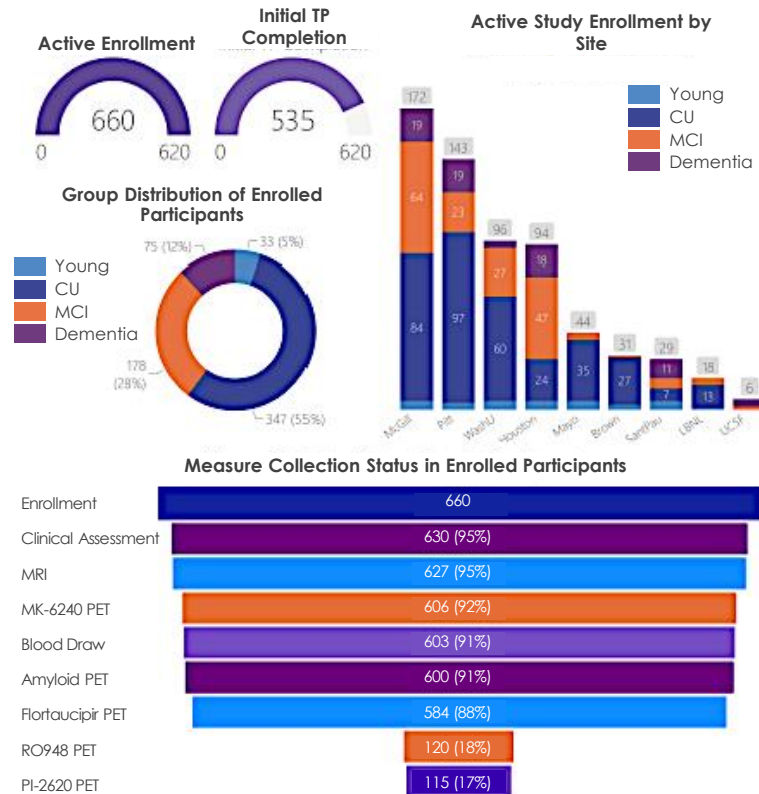 Active Enrollment
660
0
620
Initial TP
Completion
535
0
620
Group Distribution of Enrolled
Participants
75 (12%)
33 (5%)
178
(28%)
347 (55%)
Young
CU
MCI
Dementia
Active Study Enrollment by
Site
Young
CU
MCI
Dementia
172
19
64
84
143
19
23
97
96
27
60
94
18
47
24
44
35
31
27
29
11
7
18
13
6
McGill
Pitt
WashU
Houston
Mayo
Brown
SantPau
LBNL
UCSF
Measure Collection Status in Enrolled Participants
Enrollment 660
Clinical Assessment 630 (95%)
MRI 627 (95%)
MK-6240 PET 606 (92%)
Blood Draw 603 (91%)
Amyloid PET 600 (91%)
Flortaucipir PET 584 (88%)
RO948 PET 120 (18%)
PI-2620 PET 115 (17%)